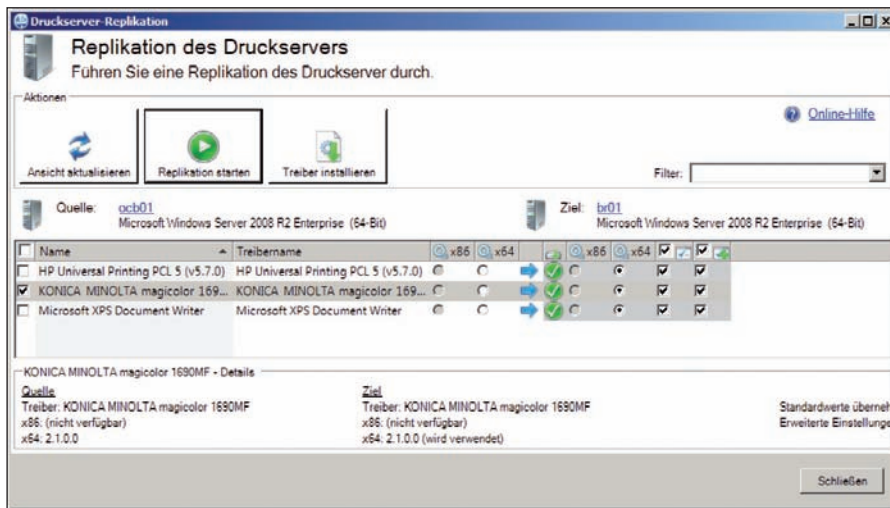 Druckserver-Replikation
Replikation des Druckservers
Führen Sie eine Replikation des Druckserver durch.
Aktionen
Online-Hilfe
Ansicht aktualisieren
Replikation starten
Treiber installieren
Filter:
Quelle: ocb01
Microsoft Windows Server 2008 R2 Enterprise (64-Bit)
Ziel: br01
Microsoft Windows Server 2008 R2 Enterprise (64-Bit)
Name Treibername x86 x64 x86 x64
HP Universal Printing PCL 5 (v5.7.0) HP Universal Printing PCL 5 (v5.7.0)
KONICA MINOLTA magicolor 169... KONICA MINOLTA magicolor 169...
Microsoft XPS Document Writer Microsoft XPS Document Writer
KONICA MINOLTA magicolor 1690MF - Details
Quelle
Treiber: KONICA MINOLTA magicolor 1690MF
x86: (nicht verfügbar)
x64: 2.1.0.0
Ziel
Treiber: KONICA MINOLTA magicolor 1690MF
x86: (nicht verfügbar)
x64: 2.1.0.0 (wird verwendet)
Standardwerte überneh
Erweiterte Einstellunge
Schließen